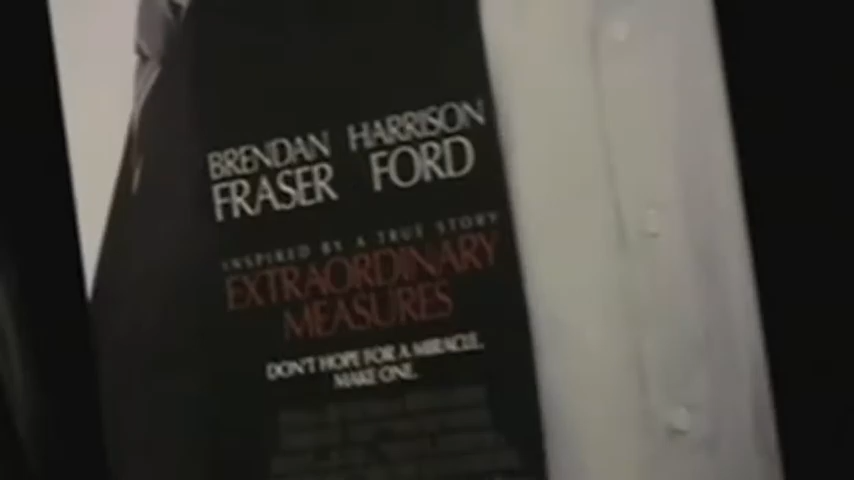 BRENDAN HARRISON
FRASER FORD
INSPIRED BY A TRUE STORY
EXTRAORDINARY
MEASURES
DON'T HOPE FOR A MIRACLE.
MAKE ONE.